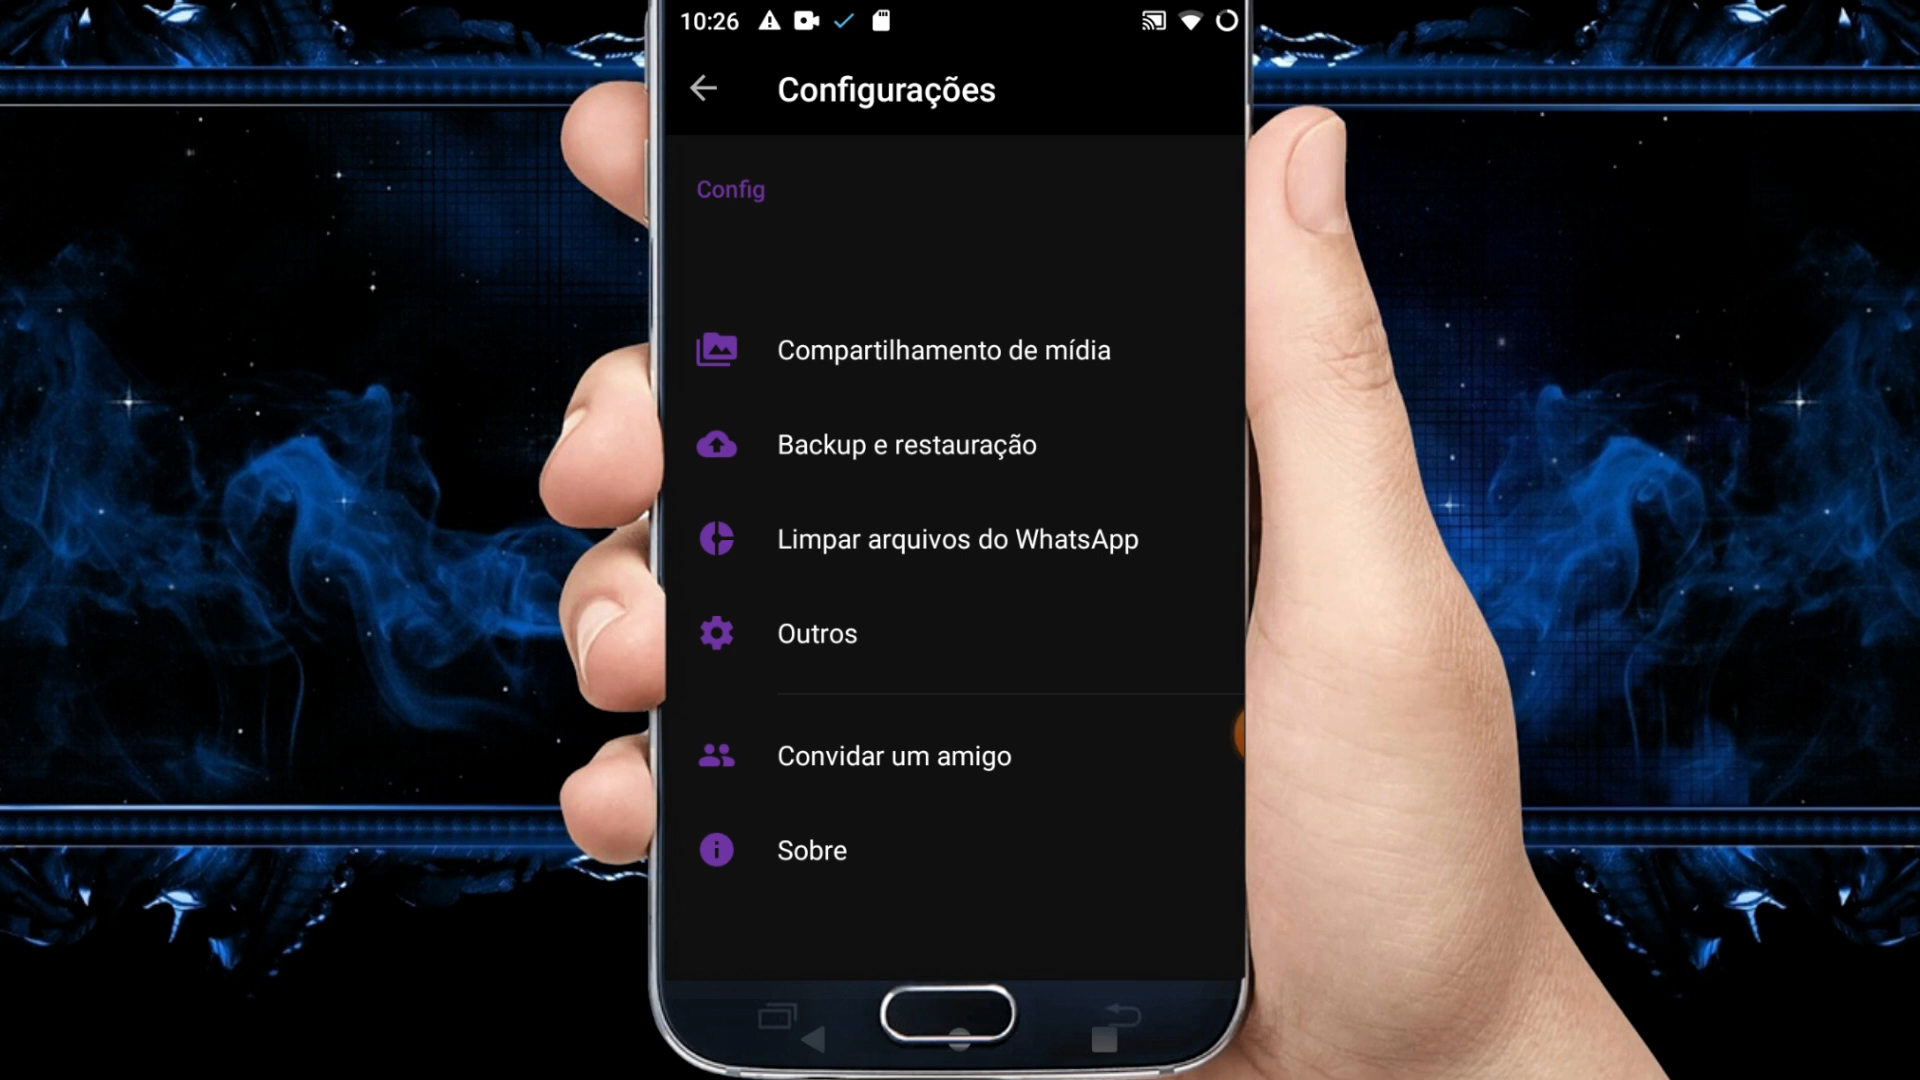 10:26
Configurações
Config
Compartilhamento de mídia
Backup e restauração
Limpar arquivos do WhatsApp
Outros
Convidar um amigo
Sobre